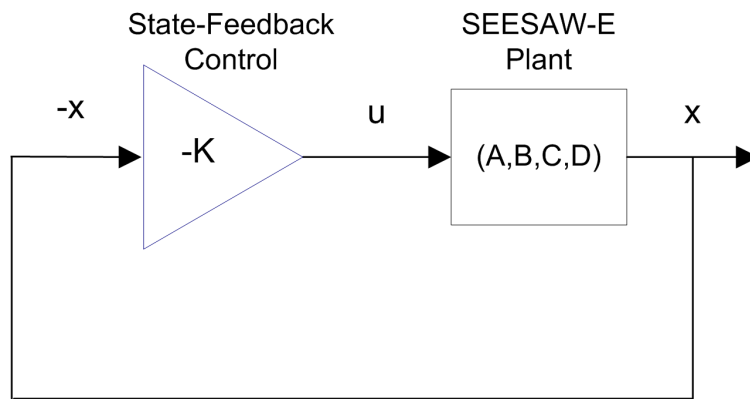 State-Feedback
Control
SEESAW-E
Plant
-x
-K
u
(A,B,C,D)
x